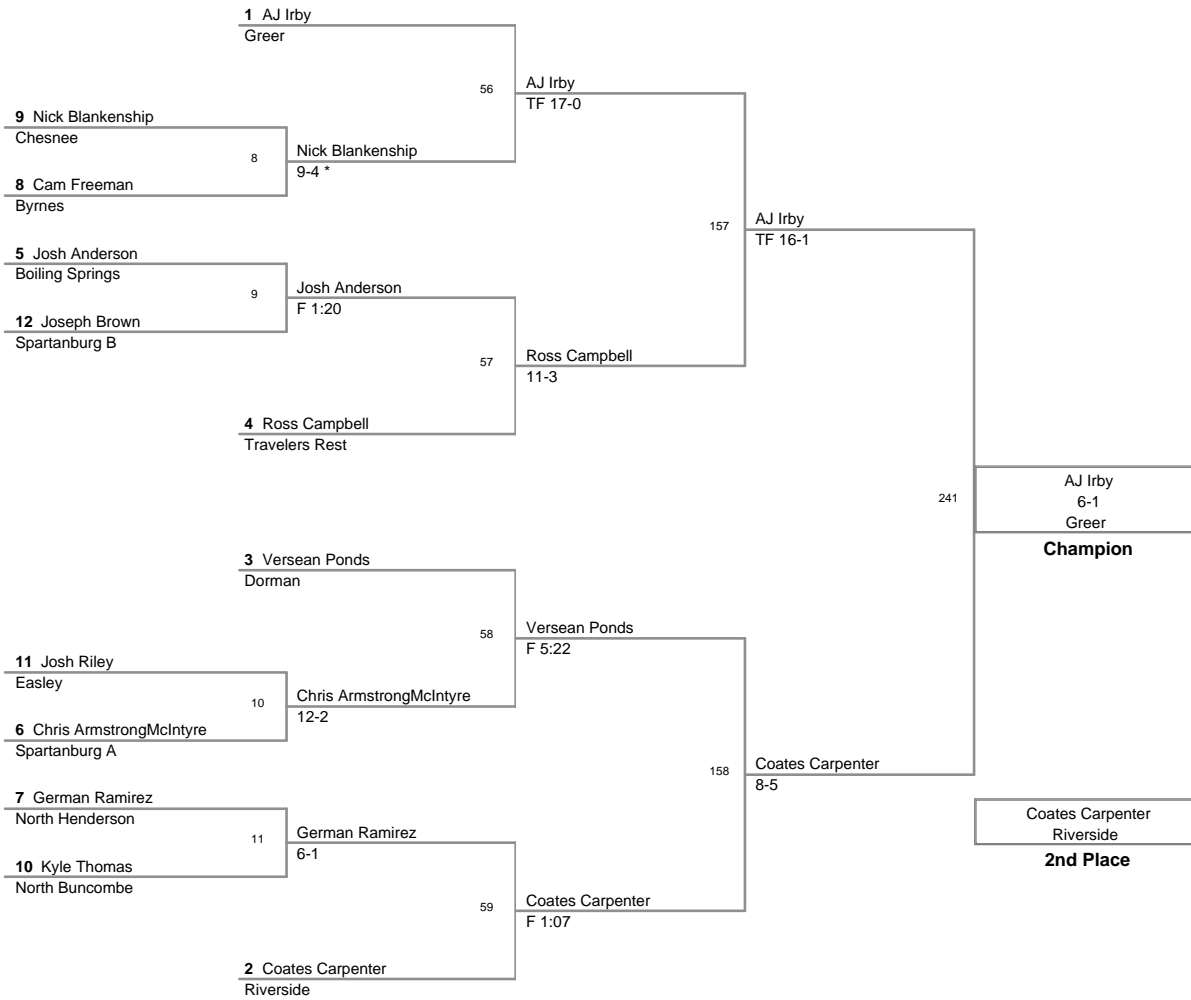 1 AJ Irby
Greer
56
AJ Irby
TF 17-0
9 Nick Blankenship
Chesnee
8
Nick Blankenship
9-4 *
8 Cam Freeman
Byrnes
157
AJ Irby
TF 16-1
5 Josh Anderson
Boiling Springs
9
Josh Anderson
F 1:20
12 Joseph Brown
Spartanburg B
57
Ross Campbell
11-3
4 Ross Campbell
Travelers Rest
241
AJ Irby
6-1
Greer
Champion
3 Versean Ponds
Dorman
58
Versean Ponds
F 5:22
11 Josh Riley
Easley
10
Chris ArmstrongMcIntyre
12-2
6 Chris ArmstrongMcIntyre
Spartanburg A
158
Coates Carpenter
8-5
7 German Ramirez
North Henderson
11
German Ramirez
6-1
10 Kyle Thomas
North Buncombe
59
Coates Carpenter
F 1:07
2 Coates Carpenter
Riverside
Coates Carpenter
Riverside
2nd Place